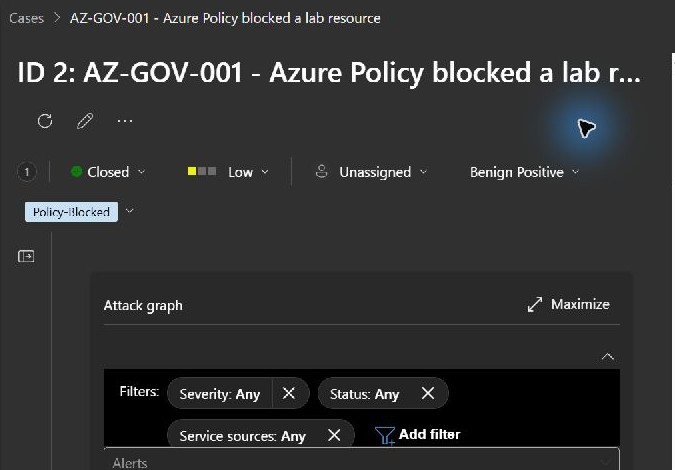 Cases > AZ-GOV-001 - Azure Policy blocked a lab resource
ID 2: AZ-GOV-001 - Azure Policy blocked a lab r...
1 Closed Low Unassigned Benign Positive
Policy-Blocked
Attack graph Maximize
Filters: Severity: Any Status: Any
Service sources: Any Add filter
Alerts